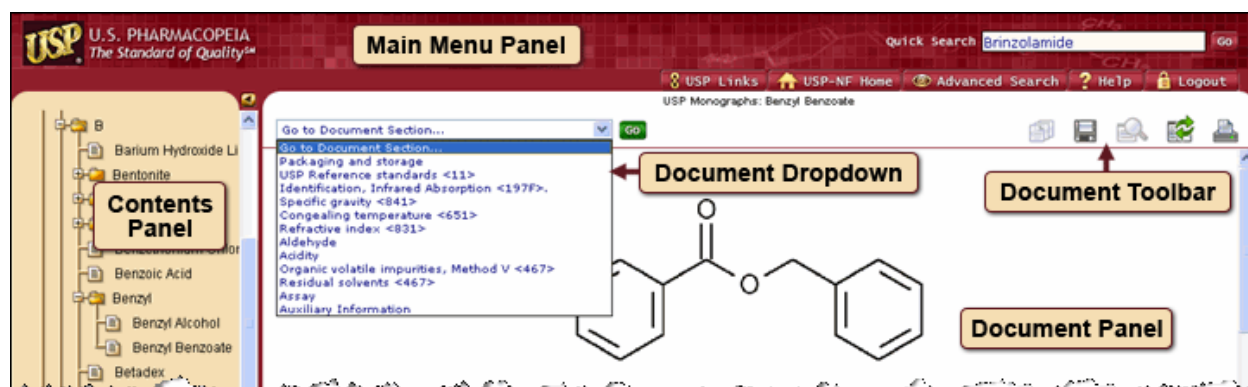 USP
U.S. PHARMACOPEIA
The Standard of Quality℠
Main Menu Panel
Quick Search Brinzolamide Go
USP Links USP-NF Home Advanced Search ? Help Logout
USP Monographs: Benzyl Benzoate
B
Barium Hydroxide Li
Bentonite
Contents
Panel
Benzoic Acid
Benzyl
Benzyl Alcohol
Benzyl Benzoate
Betadex
Go to Document Section... Go
Go to Document Section...
Packaging and storage
USP Reference standards <11>
Identification, Infrared Absorption <197F>.
Specific gravity <841>
Congealing temperature <651>
Refractive index <831>
Aldehyde
Acidity
Organic volatile impurities, Method V <467>
Residual solvents <467>
Assay
Auxiliary Information
Document Dropdown
Document Toolbar
O
O
Document Panel
CH₃
CH₃